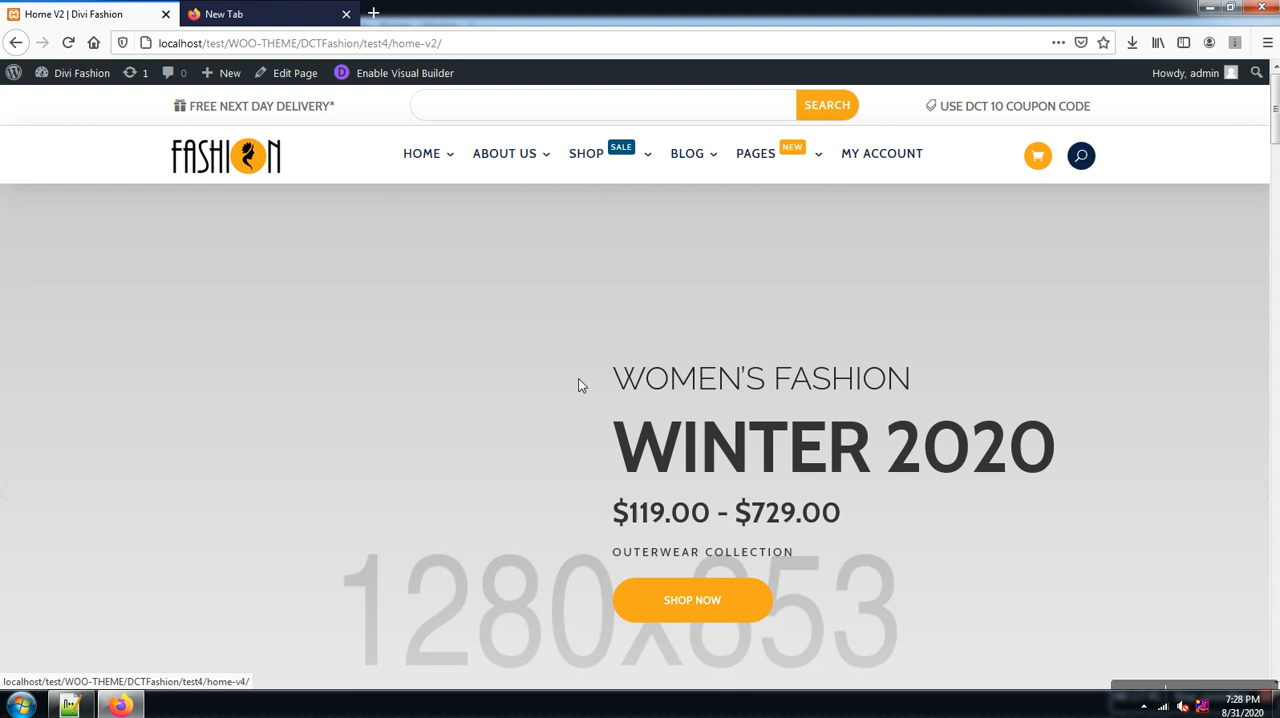 Home V2 | Divi Fashion
New Tab
localhost/test/WOO-THEME/DCTFashion/test4/home-v2/
Divi Fashion 1 0 New Edit Page Enable Visual Builder Howdy, admin
FREE NEXT DAY DELIVERY*
SEARCH
USE DCT 10 COUPON CODE
FASHION
HOME ABOUT US SHOP SALE BLOG PAGES NEW MY ACCOUNT
WOMEN'S FASHION
WINTER 2020
$119.00 - $729.00
OUTERWEAR COLLECTION
SHOP NOW
1280x853
localhost/test/WOO-THEME/DCTFashion/test4/home-v4/
7:28 PM
8/31/2020